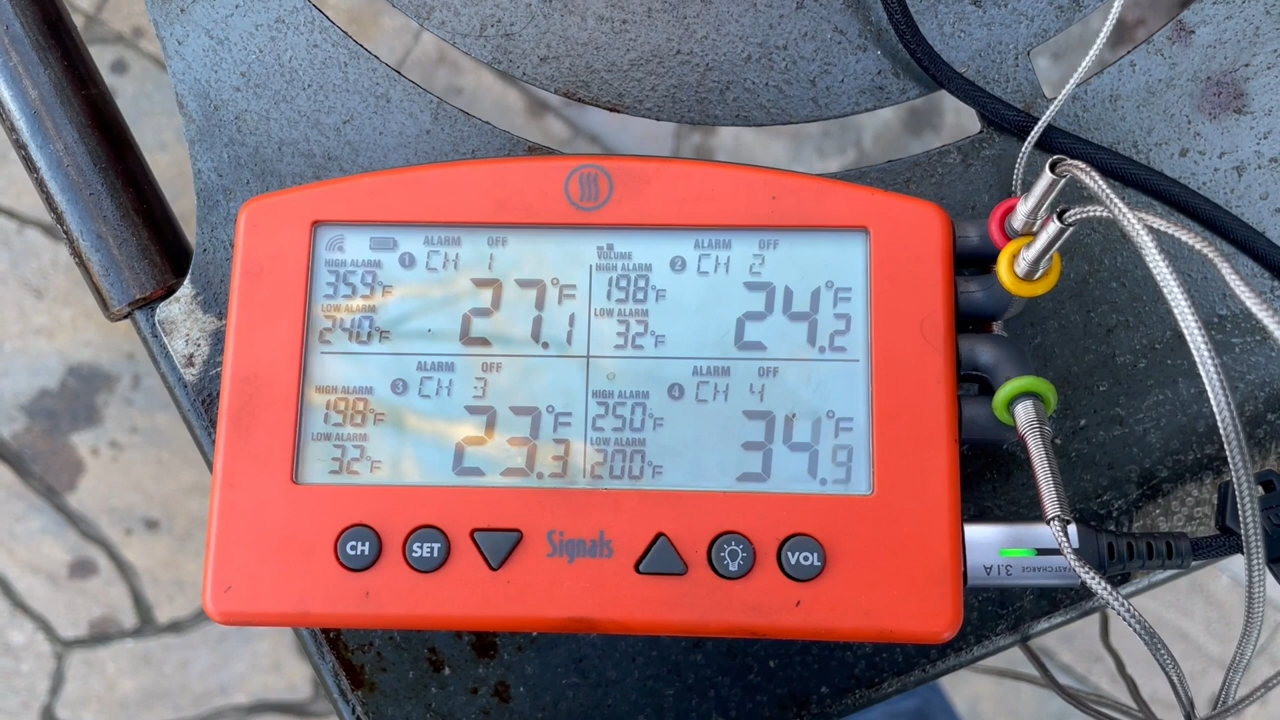 ALARM OFF
1 CH 1
HIGH ALARM
359°F
LOW ALARM
240°F
27.1°F
VOLUME
ALARM OFF
2 CH 2
HIGH ALARM
198°F
LOW ALARM
32°F
24.2°F
ALARM OFF
3 CH 3
HIGH ALARM
198°F
LOW ALARM
32°F
23.3°F
ALARM OFF
4 CH 4
HIGH ALARM
250°F
LOW ALARM
200°F
34.9°F
CH SET Signals VOL
FAST CHARGE
3.1A